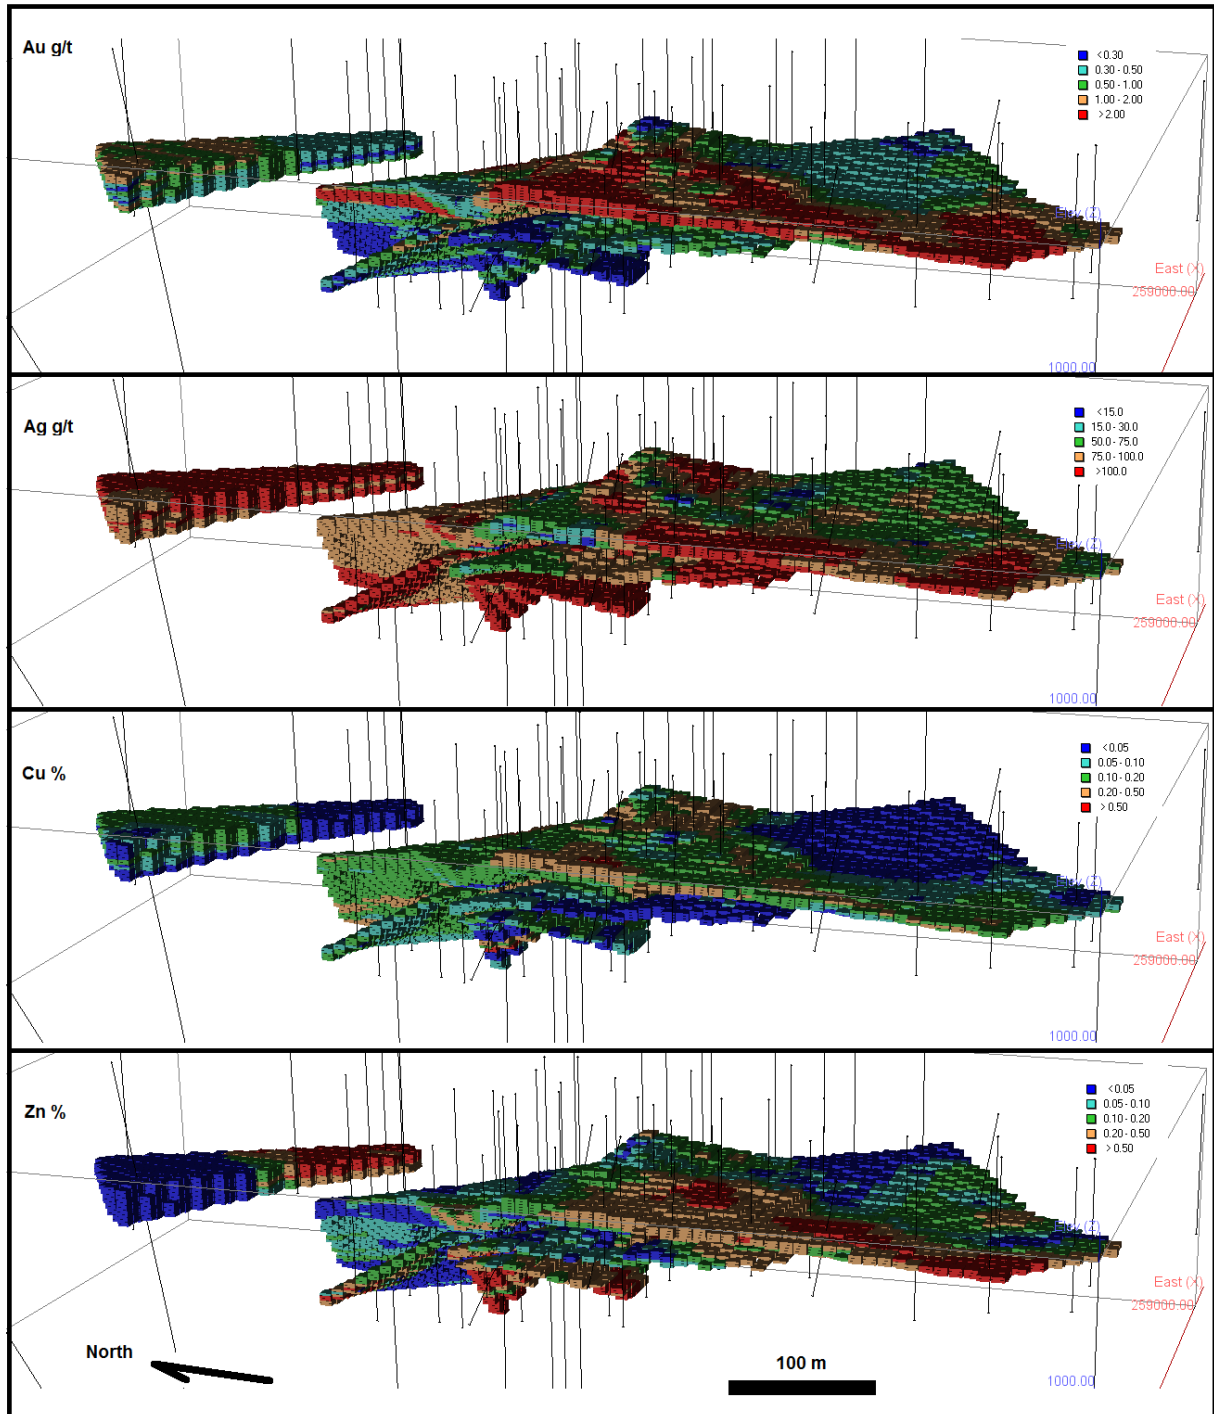 Au g/t
<0.30
0.30 - 0.50
0.50 - 1.00
1.00 - 2.00
>2.00
Elev (Z)
East (X)
259000.00
1000.00
Ag g/t
<15.0
15.0 - 30.0
50.0 - 75.0
75.0 - 100.0
>100.0
Elev (Z)
East (X)
259000.00
1000.00
Cu %
<0.05
0.05 - 0.10
0.10 - 0.20
0.20 - 0.50
> 0.50
Elev (Z)
East (X)
259000.00
1000.00
Zn %
<0.05
0.05 - 0.10
0.10 - 0.20
0.20 - 0.50
> 0.50
Elev (Z)
East (X)
259000.00
North
100 m
1000.00